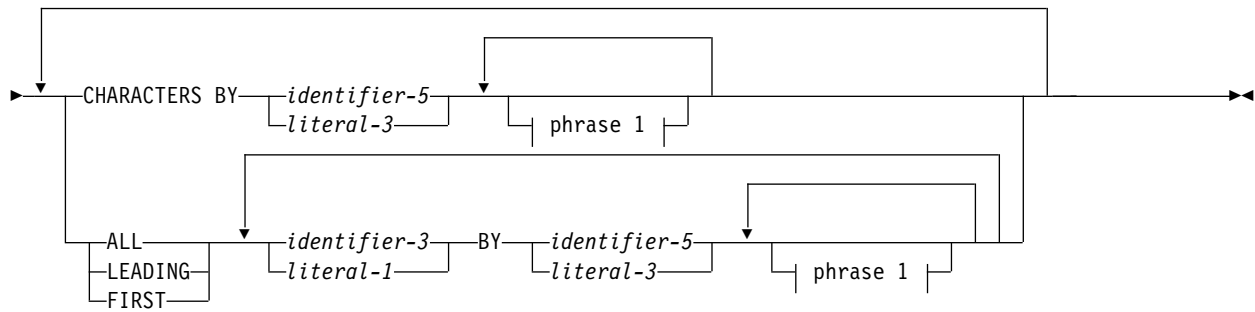 CHARACTERS BY identifier-5
literal-3 phrase 1
ALL identifier-3 BY identifier-5
LEADING literal-1 literal-3 phrase 1
FIRST